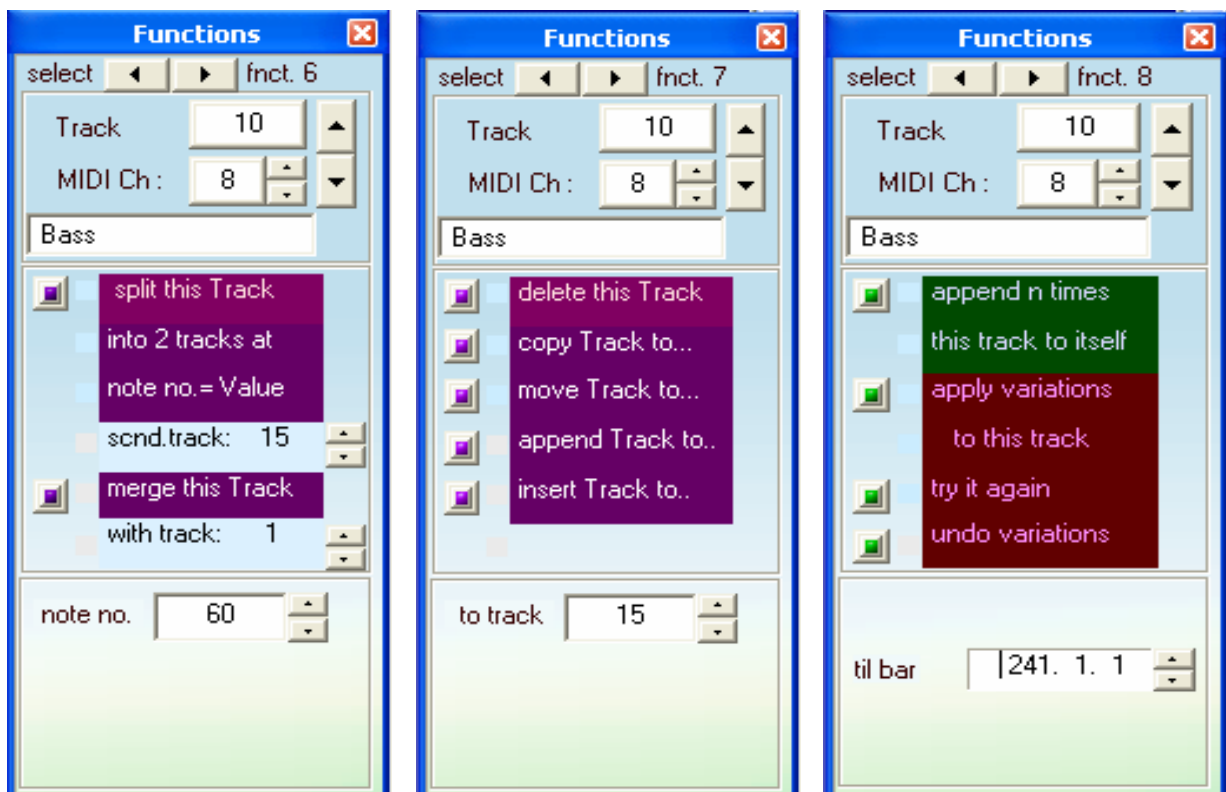 Functions
select fnct. 6
Track 10
MIDI Ch : 8
Bass
split this Track
into 2 tracks at
note no.= Value
scnd.track: 15
merge this Track
with track: 1
note no. 60
Functions
select fnct. 7
Track 10
MIDI Ch : 8
Bass
delete this Track
copy Track to...
move Track to...
append Track to..
insert Track to..
to track 15
Functions
select fnct. 8
Track 10
MIDI Ch : 8
Bass
append n times
this track to itself
apply variations
to this track
try it again
undo variations
til bar 241. 1. 1